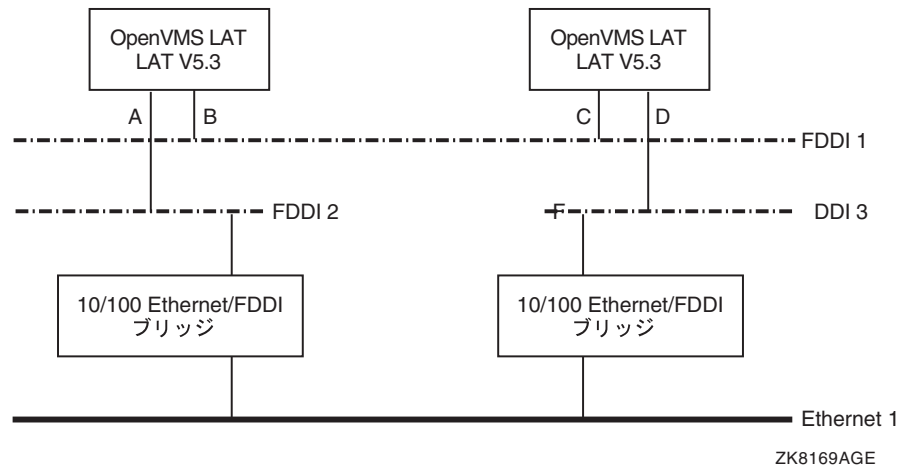 OpenVMS LAT
LAT V5.3
OpenVMS LAT
LAT V5.3
A
B
C
D
FDDI 1
FDDI 2
F
DDI 3
10/100 Ethernet/FDDI
ブリッジ
10/100 Ethernet/FDDI
ブリッジ
Ethernet 1
ZK8169AGE